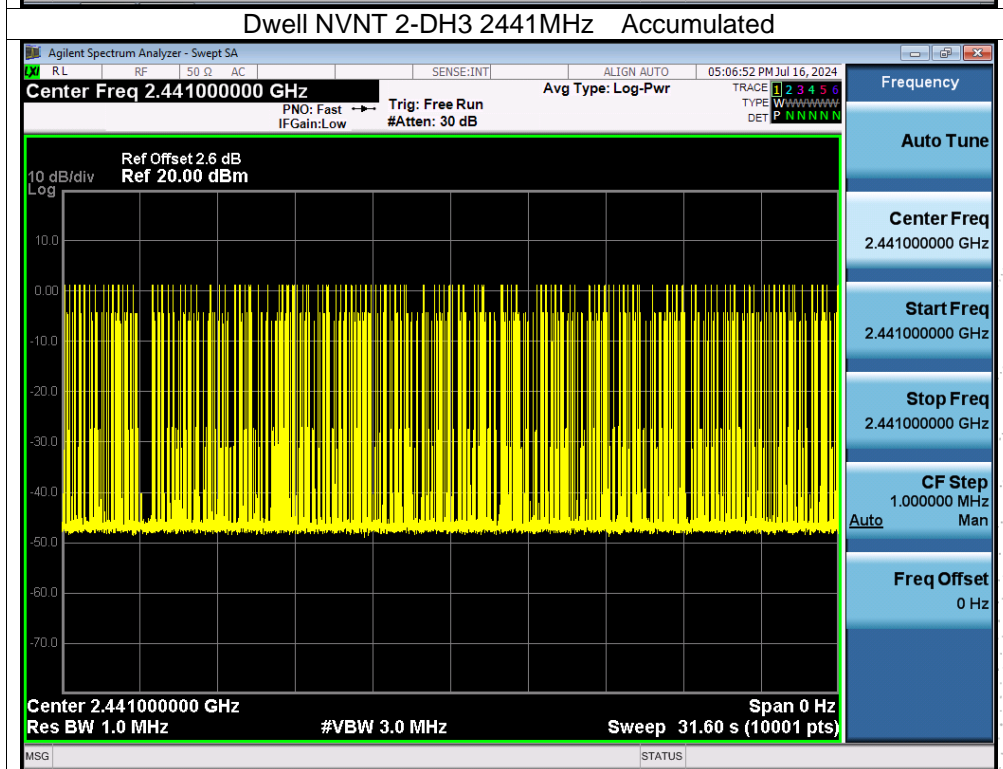 Dwell NVNT 2-DH3 2441MHz Accumulated
Agilent Spectrum Analyzer - Swept SA
LXI RL RF 50 Ω AC SENSE:INT ALIGN AUTO 05:06:52 PM Jul 16, 2024
Center Freq 2.441000000 GHz
PNO: Fast
IFGain:Low
Trig: Free Run
#Atten: 30 dB
Avg Type: Log-Pwr
TRACE 1 2 3 4 5 6
TYPE W WWWWW
DET P N N N N N
Ref Offset 2.6 dB
10 dB/div Ref 20.00 dBm
Log
10.0
0.00
-10.0
-20.0
-30.0
-40.0
-50.0
-60.0
-70.0
Center 2.441000000 GHz Span 0 Hz
Res BW 1.0 MHz #VBW 3.0 MHz Sweep 31.60 s (10001 pts)
MSG STATUS
Frequency
Auto Tune
Center Freq
2.441000000 GHz
Start Freq
2.441000000 GHz
Stop Freq
2.441000000 GHz
CF Step
1.000000 MHz
Auto Man
Freq Offset
0 Hz